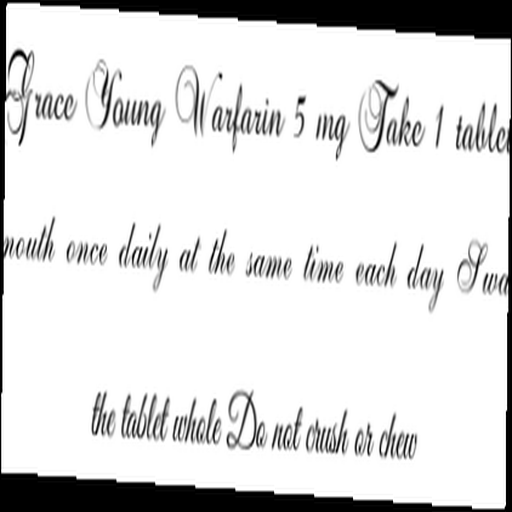 Grace Young Warfarin 5 mg Take 1 tablet
mouth once daily at the same time each day Swa
the tablet whole Do not crush or chew